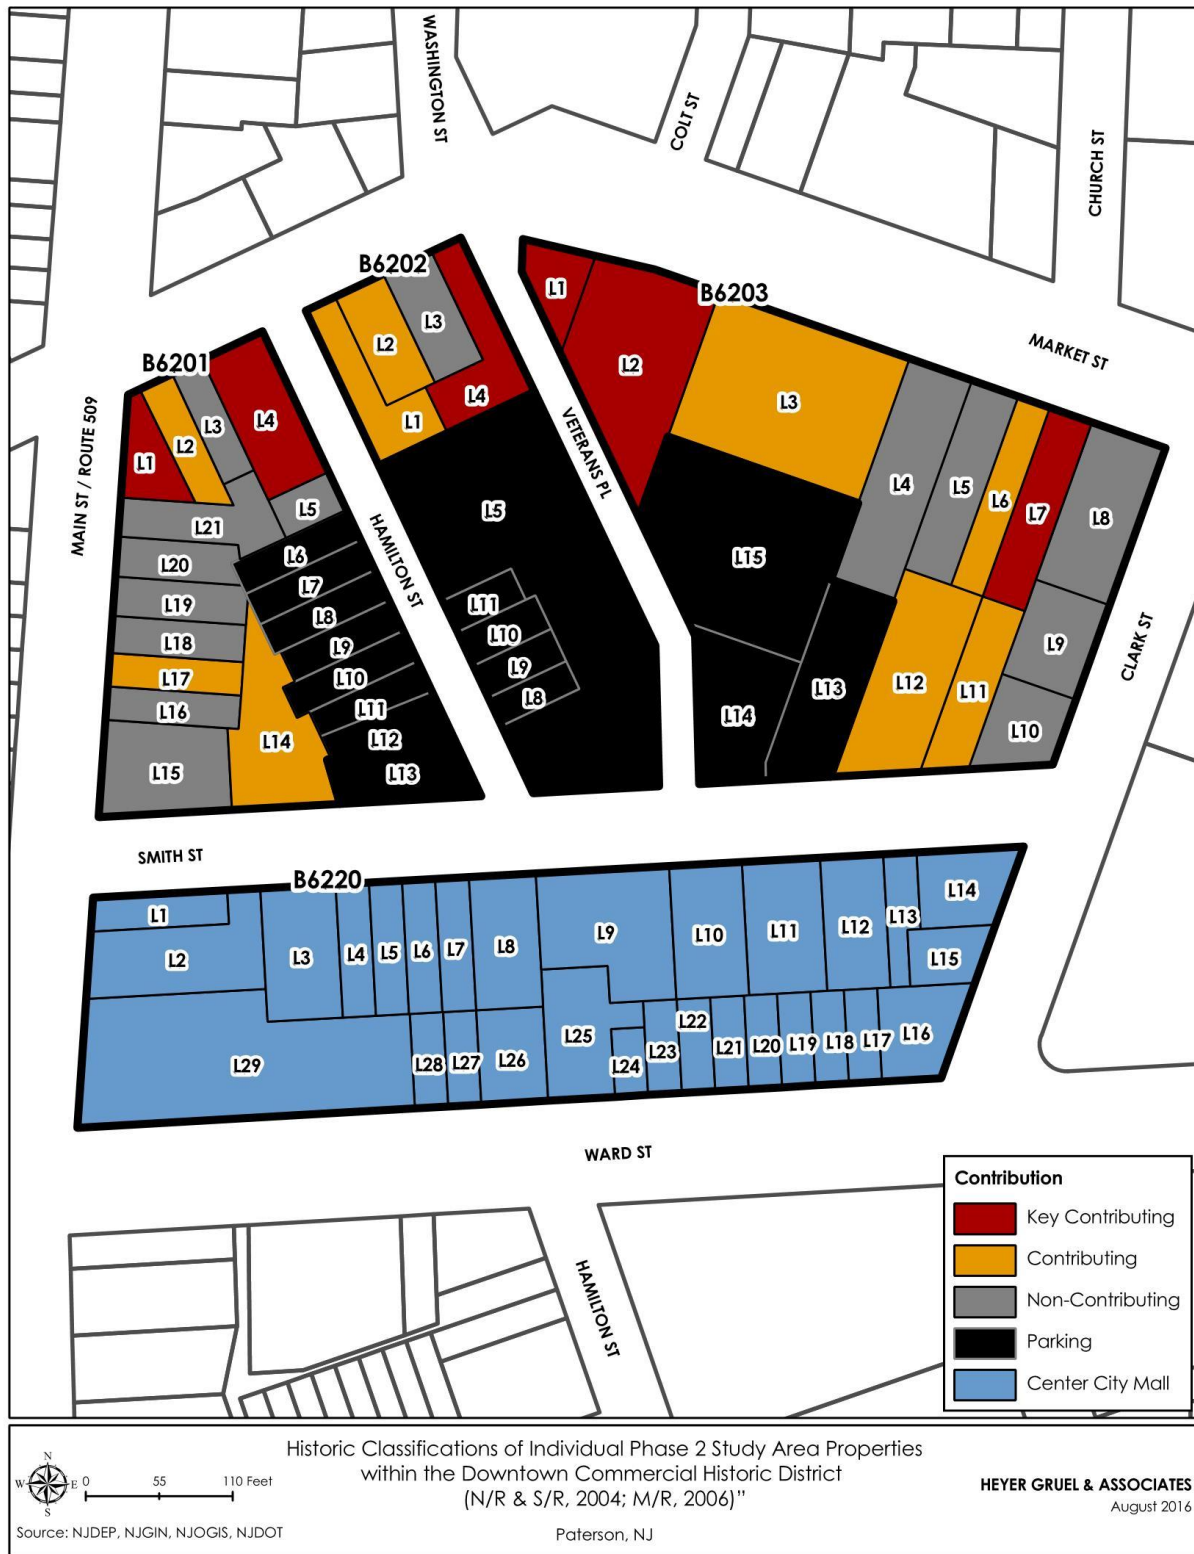 WASHINGTON ST
COLT ST
CHURCH ST
B6202
B6203
L1
L3
L2
L2
MARKET ST
B6201
L4
L1
L3
L4
L2
L3
L1
MAIN ST / ROUTE 509
VETERANS PL
L4
L5
L6
L7
L8
L5
L5
HAMILTON ST
L21
L6
L15
L20
L7
L11
L19
L8
L10
L18
L9
L9
L9
CLARK ST
L17
L10
L8
L13
L12
L11
L16
L11
L14
L12
L14
L10
L15
L13
SMITH ST
B6220
L1
L2
L3
L4
L5
L6
L7
L8
L9
L10
L11
L12
L13
L14
L15
L29
L28
L27
L26
L25
L24
L23
L22
L21
L20
L19
L18
L17
L16
WARD ST
HAMILTON ST
Contribution
Key Contributing
Contributing
Non-Contributing
Parking
Center City Mall
N
W E
S
0 55 110 Feet
Source: NJDEP, NJGIN, NJOGIS, NJDOT
Historic Classifications of Individual Phase 2 Study Area Properties
within the Downtown Commercial Historic District
(N/R & S/R, 2004; M/R, 2006)"
Paterson, NJ
HEYER GRUEL & ASSOCIATES
August 2016